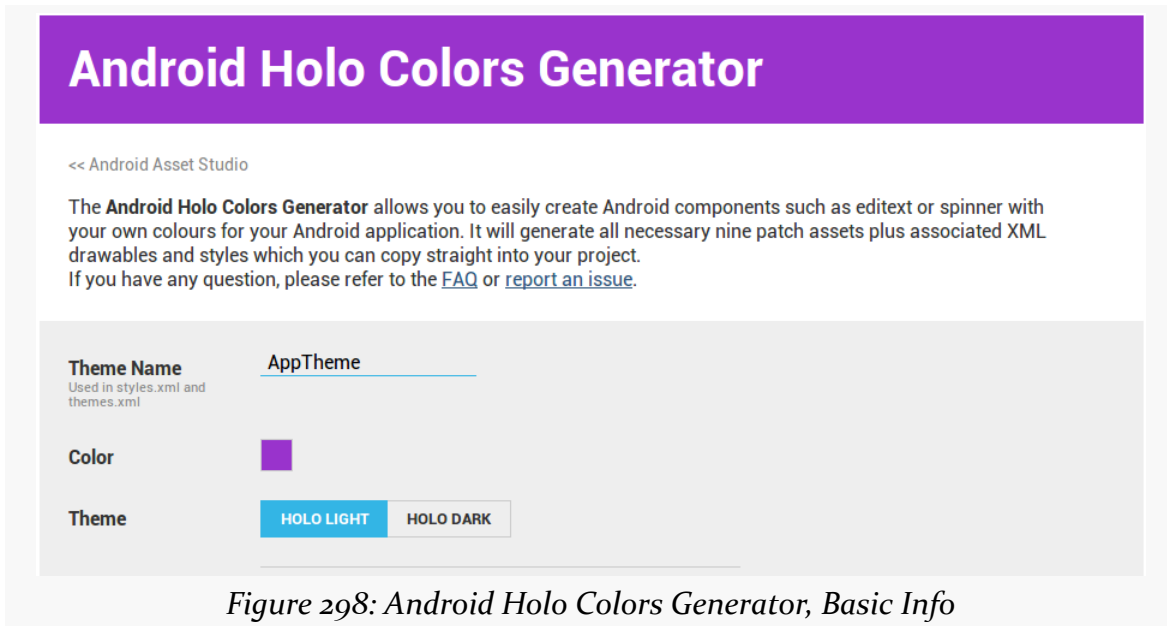 Android Holo Colors Generator
<< Android Asset Studio
The Android Holo Colors Generator allows you to easily create Android components such as editext or spinner with
your own colours for your Android application. It will generate all necessary nine patch assets plus associated XML
drawables and styles which you can copy straight into your project.
If you have any question, please refer to the FAQ or report an issue.
Theme Name
AppTheme
Used in styles.xml and
themes.xml
Color
Theme
HOLO LIGHT
HOLO DARK
Figure 298: Android Holo Colors Generator, Basic Info